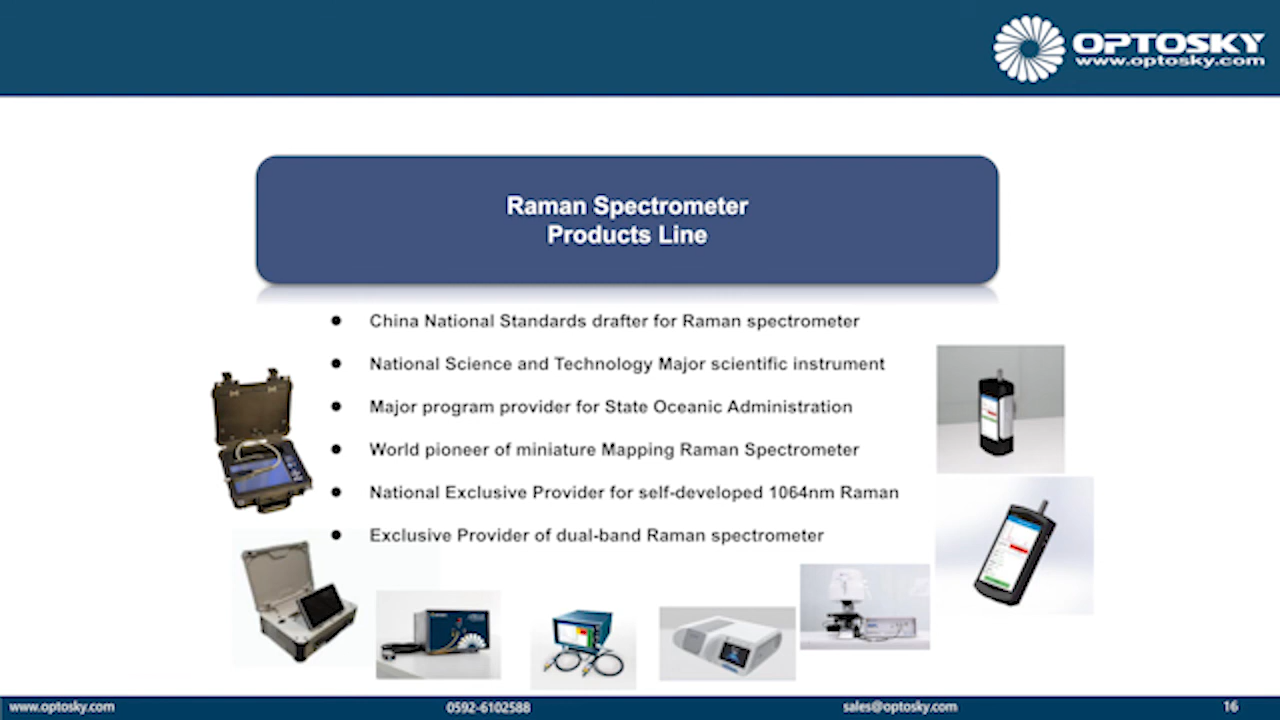 OPTOSKY
www.optosky.com
Raman Spectrometer
Products Line
● China National Standards drafter for Raman spectrometer
● National Science and Technology Major scientific instrument
● Major program provider for State Oceanic Administration
● World pioneer of miniature Mapping Raman Spectrometer
● National Exclusive Provider for self-developed 1064nm Raman
● Exclusive Provider of dual-band Raman spectrometer
www.optosky.com 0592-6102588 sales@optosky.com 16